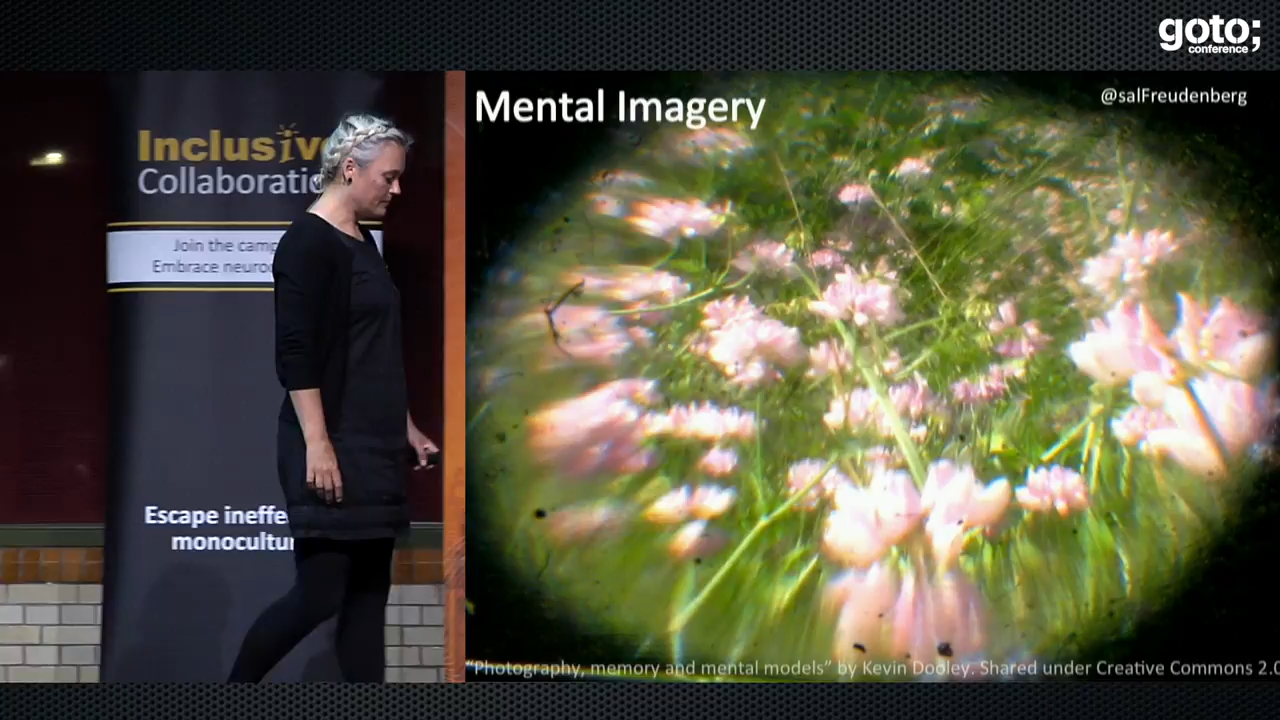 goto;
conference
Inclusive
Collaboratio
Join the camp
Embrace neuro
Escape ineffe
monocultur
Mental Imagery
@salFreudenberg
"Photography, memory and mental models" by Kevin Dooley. Shared under Creative Commons 2.0